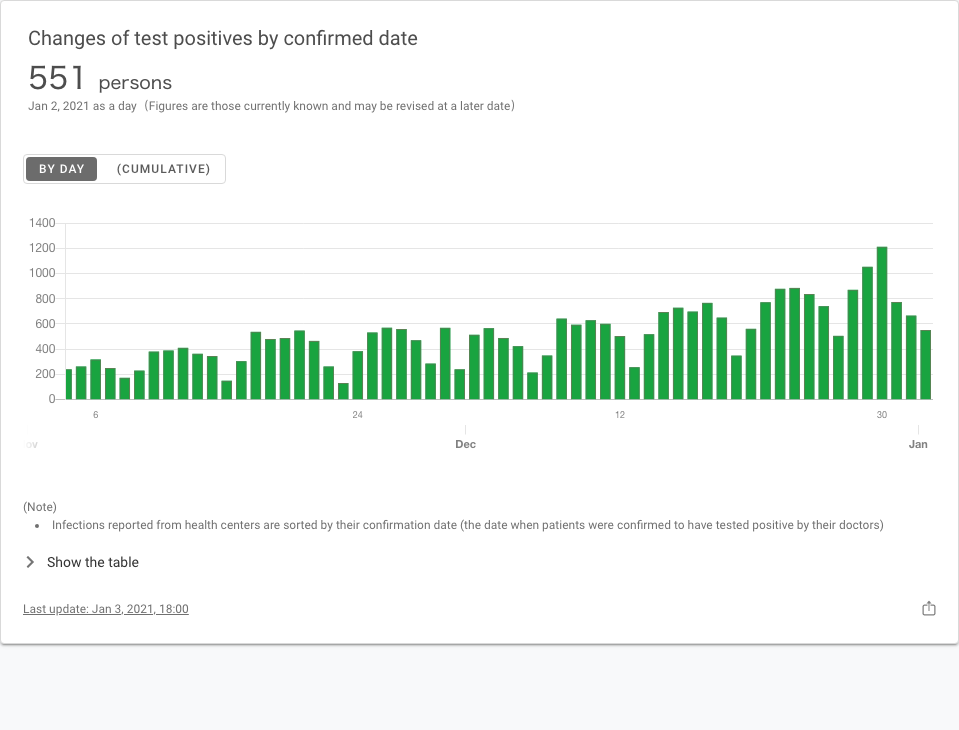 Changes of test positives by confirmed date
551 persons
Jan 2, 2021 as a day（Figures are those currently known and may be revised at a later date）
BY DAY (CUMULATIVE)
1400
1200
1000
800
600
400
200
0
6 24 12 30
ov Dec Jan
(Note)
• Infections reported from health centers are sorted by their confirmation date (the date when patients were confirmed to have tested positive by their doctors)
Show the table
Last update: Jan 3, 2021, 18:00